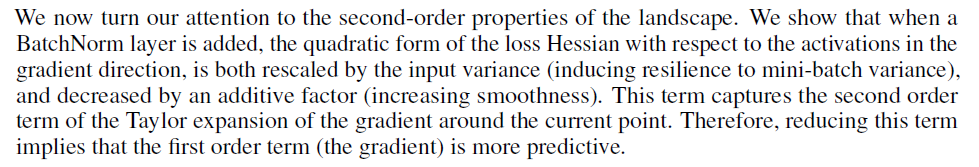 We now turn our attention to the second-order properties of the landscape. We show that when a
BatchNorm layer is added, the quadratic form of the loss Hessian with respect to the activations in the
gradient direction, is both rescaled by the input variance (inducing resilience to mini-batch variance),
and decreased by an additive factor (increasing smoothness). This term captures the second order
term of the Taylor expansion of the gradient around the current point. Therefore, reducing this term
implies that the first order term (the gradient) is more predictive.